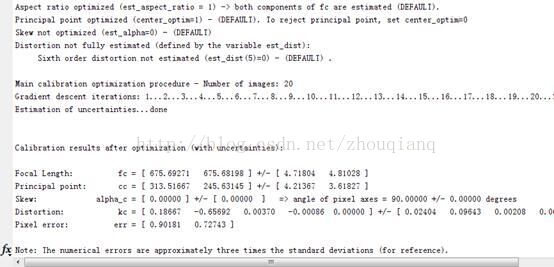 Aspect ratio optimized (est_aspect_ratio = 1) -> both components of fc are estimated (DEFAULT).
Principal point optimized (center_optim=1) - (DEFAULT). To reject principal point, set center_optim=0
Skew not optimized (est_alpha=0) - (DEFAULT)
Distortion not fully estimated (defined by the variable est_dist):
Sixth order distortion not estimated (est_dist(5)=0) - (DEFAULT) .
Main calibration optimization procedure - Number of images: 20
Gradient descent iterations: 1...2...3...4...5...6...7...8...9...10...11...12...13...14...15...16...17...18...19...20...
Estimation of uncertainties...done
http://blog.csdn.net/zhouqianq
Calibration results after optimization (with uncertainties):
Focal Length: fc = [ 675.69271 675.68198 ] +/- [ 4.71804 4.81028 ]
Principal point: cc = [ 313.51667 245.63145 ] +/- [ 4.21367 3.61827 ]
Skew: alpha_c = [ 0.00000 ] +/- [ 0.00000 ] => angle of pixel axes = 90.00000 +/- 0.00000 degrees
Distortion: kc = [ 0.18667 -0.65692 0.00370 -0.00086 0.00000 ] +/- [ 0.02404 0.09643 0.00208 0.00
Pixel error: err = [ 0.90181 0.72743 ]
fx Note: The numerical errors are approximately three times the standard deviations (for reference).